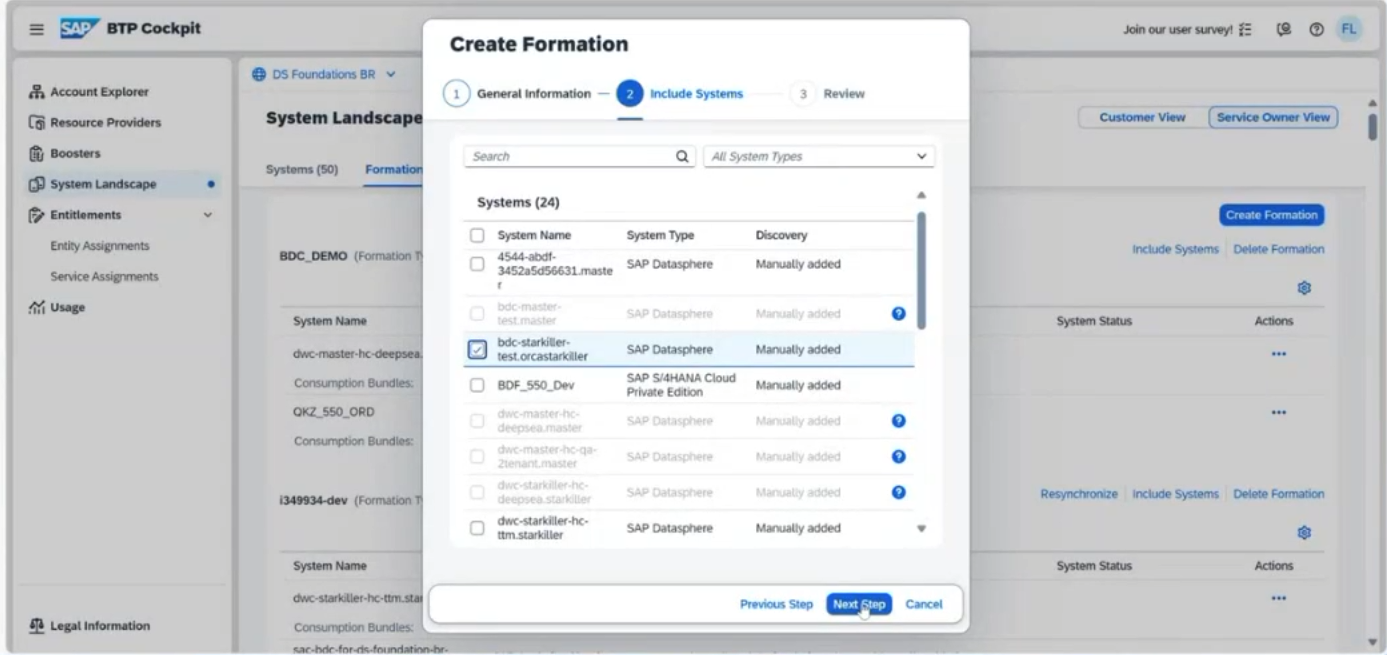 SAP BTP Cockpit
Join our user survey!
FL
Account Explorer
Resource Providers
Boosters
System Landscape
Entitlements
Entity Assignments
Service Assignments
Usage
Legal Information
DS Foundations BR
System Landscape
Customer View
Service Owner View
Systems (50)
Formation
Create Formation
BDC_DEMO (Formation T
Include Systems
Delete Formation
System Name
System Status
Actions
dwc-master-hc-deepsea.
Consumption Bundles:
QKZ_550_ORD
Consumption Bundles:
i349934-dev (Formation T
Resynchronize
Include Systems
Delete Formation
System Name
System Status
Actions
dwc-starkiller-hc-ttm.sta
Consumption Bundles:
sac-bdc-for-ds-foundation-br-
Create Formation
1 General Information
2 Include Systems
3 Review
Search
All System Types
Systems (24)
System Name System Type Discovery
4544-abdf-
3452a5d56631.maste
r
SAP Datasphere Manually added
bdc-master-
test.master
SAP Datasphere Manually added
bdc-starkiller-
test.orcastarkiller
SAP Datasphere Manually added
BDF_550_Dev
SAP S/4HANA Cloud
Private Edition
Manually added
dwc-master-hc-
deepsea.master
SAP Datasphere Manually added
dwc-master-hc-qa-
2tenant.master
SAP Datasphere Manually added
dwc-starkiller-hc-
deepsea.starkiller
SAP Datasphere Manually added
dwc-starkiller-hc-
ttm.starkiller
SAP Datasphere Manually added
Previous Step
Next Step
Cancel